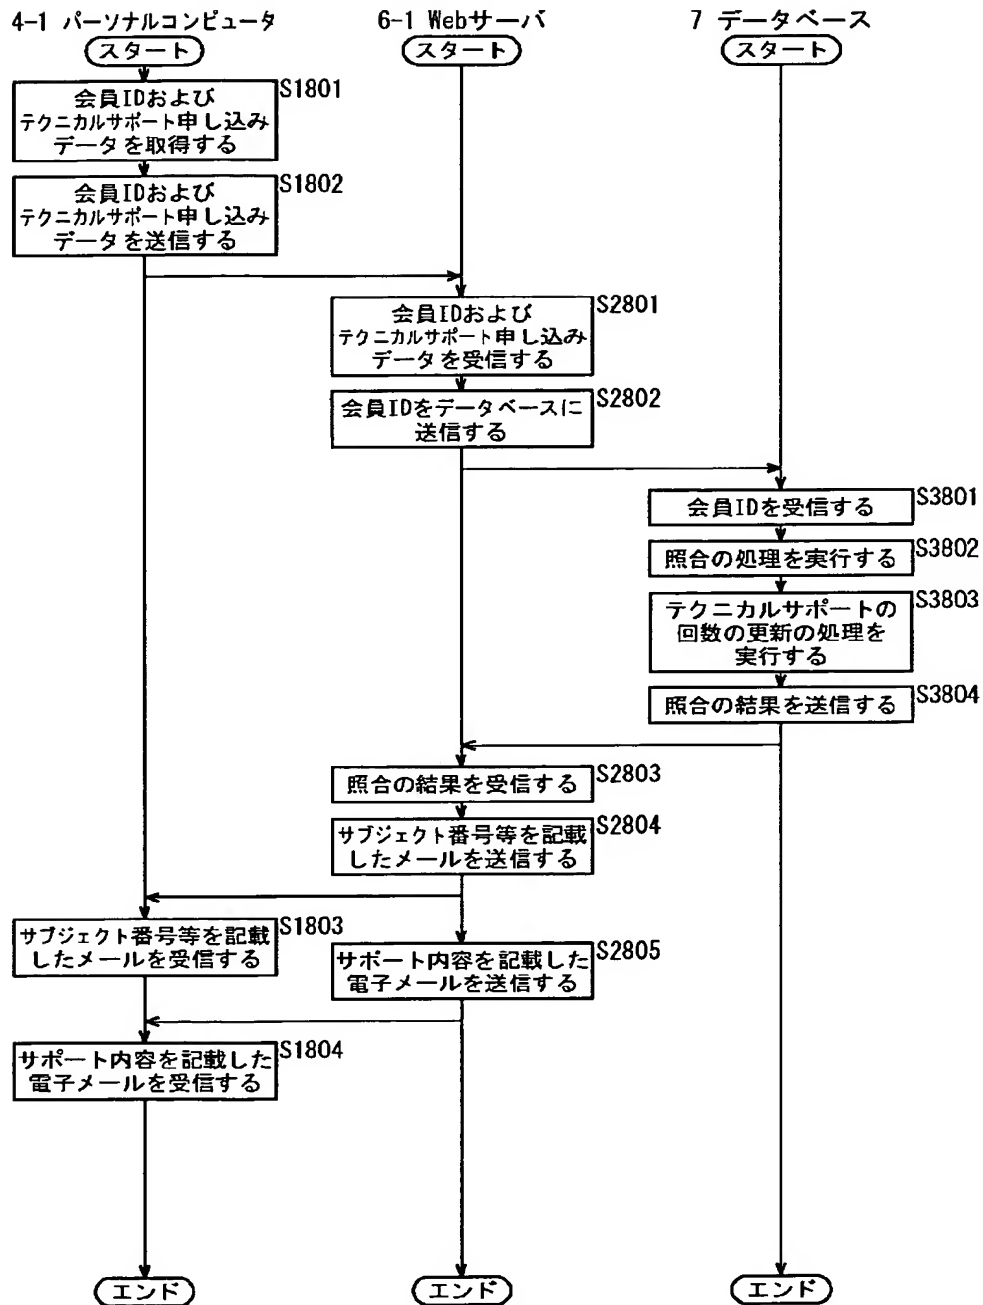 4-1 パーソナルコンピュータ
6-1 Webサーバ
7 データベース
スタート
スタート
スタート
会員IDおよび
テクニカルサポート申し込み
データを取得する
S1801
会員IDおよび
テクニカルサポート申し込み
データを送信する
S1802
会員IDおよび
テクニカルサポート申し込み
データを受信する
S2801
会員IDをデータベースに
送信する
S2802
会員IDを受信する
S3801
照合の処理を実行する
S3802
テクニカルサポートの
回数の更新の処理を
実行する
S3803
照合の結果を送信する
S3804
照合の結果を受信する
S2803
サブジェクト番号等を記載
したメールを送信する
S2804
サブジェクト番号等を記載
したメールを受信する
S1803
サポート内容を記載した
電子メールを送信する
S2805
サポート内容を記載した
電子メールを受信する
S1804
エンド
エンド
エンド